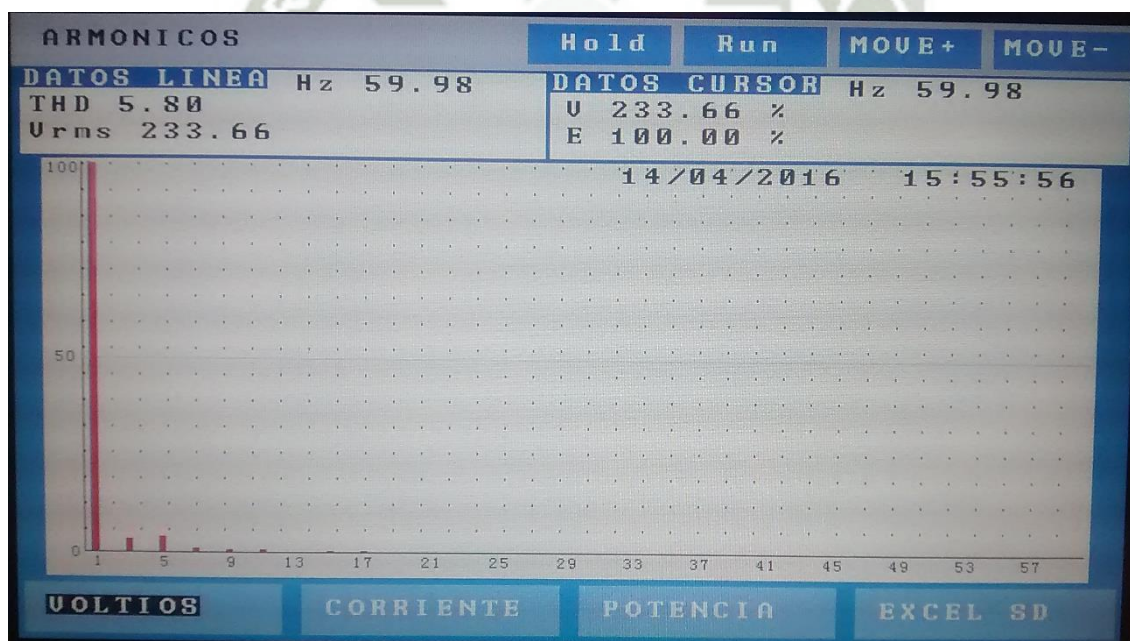 ARMONICOS
Hold
Run
MOVE+
MOVE-
DATOS LINEA Hz 59.98
THD 5.80
Vrms 233.66
DATOS CURSOR Hz 59.98
V 233.66 %
E 100.00 %
14/04/2016 15:55:56
100
50
0
1 5 9 13 17 21 25 29 33 37 41 45 49 53 57
VOLTIOS
CORRIENTE
POTENCIA
EXCEL SD